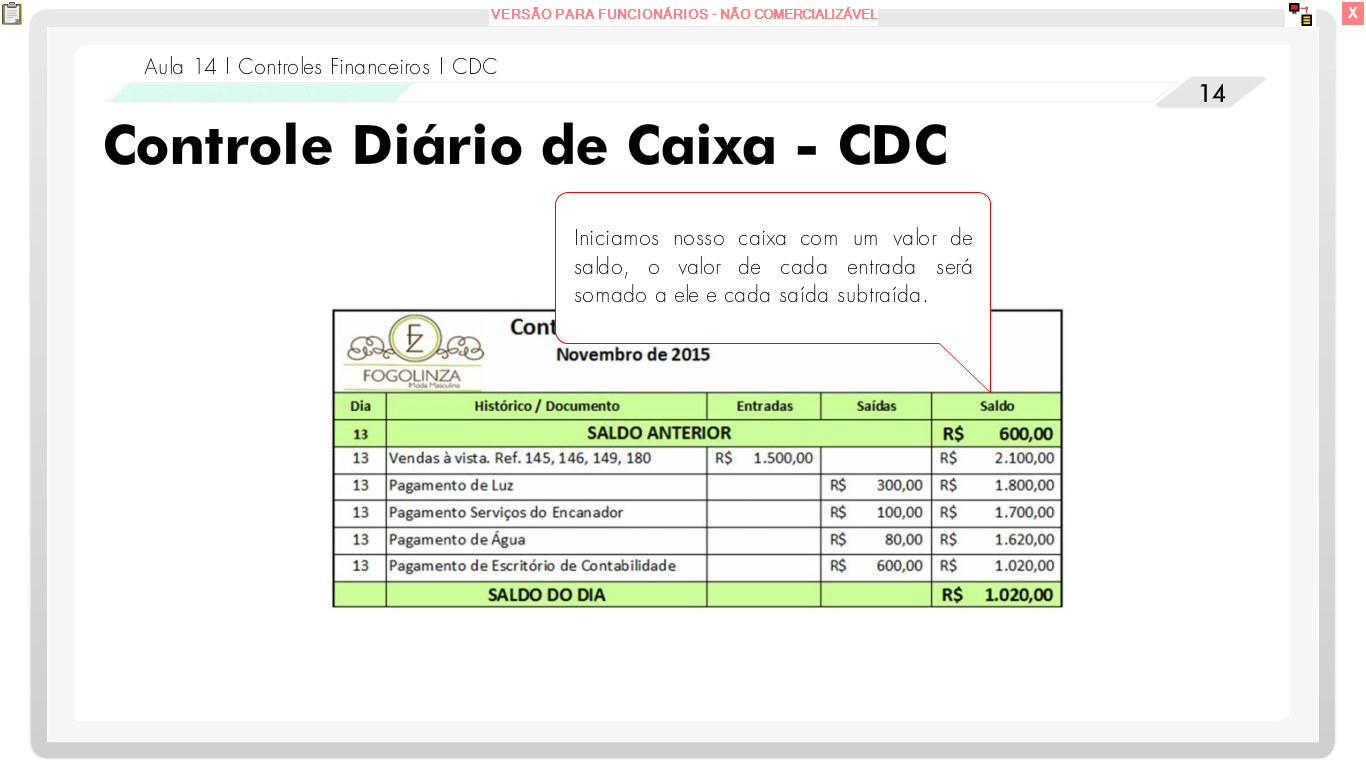 VERSÃO PARA FUNCIONÁRIOS - NÃO COMERCIALIZÁVEL
X
Aula 14 | Controles Financeiros | CDC
14
Controle Diário de Caixa - CDC
Iniciamos nosso caixa com um valor de
saldo, o valor de cada entrada será
somado a ele e cada saída subtraída.
FZ
FOGOLINZA
Moda Masculina
Cont
Novembro de 2015
Dia Histórico / Documento Entradas Saídas Saldo
13 SALDO ANTERIOR R$ 600,00
13 Vendas à vista. Ref. 145, 146, 149, 180 R$ 1.500,00 R$ 2.100,00
13 Pagamento de Luz R$ 300,00 R$ 1.800,00
13 Pagamento Serviços do Encanador R$ 100,00 R$ 1.700,00
13 Pagamento de Água R$ 80,00 R$ 1.620,00
13 Pagamento de Escritório de Contabilidade R$ 600,00 R$ 1.020,00
SALDO DO DIA R$ 1.020,00